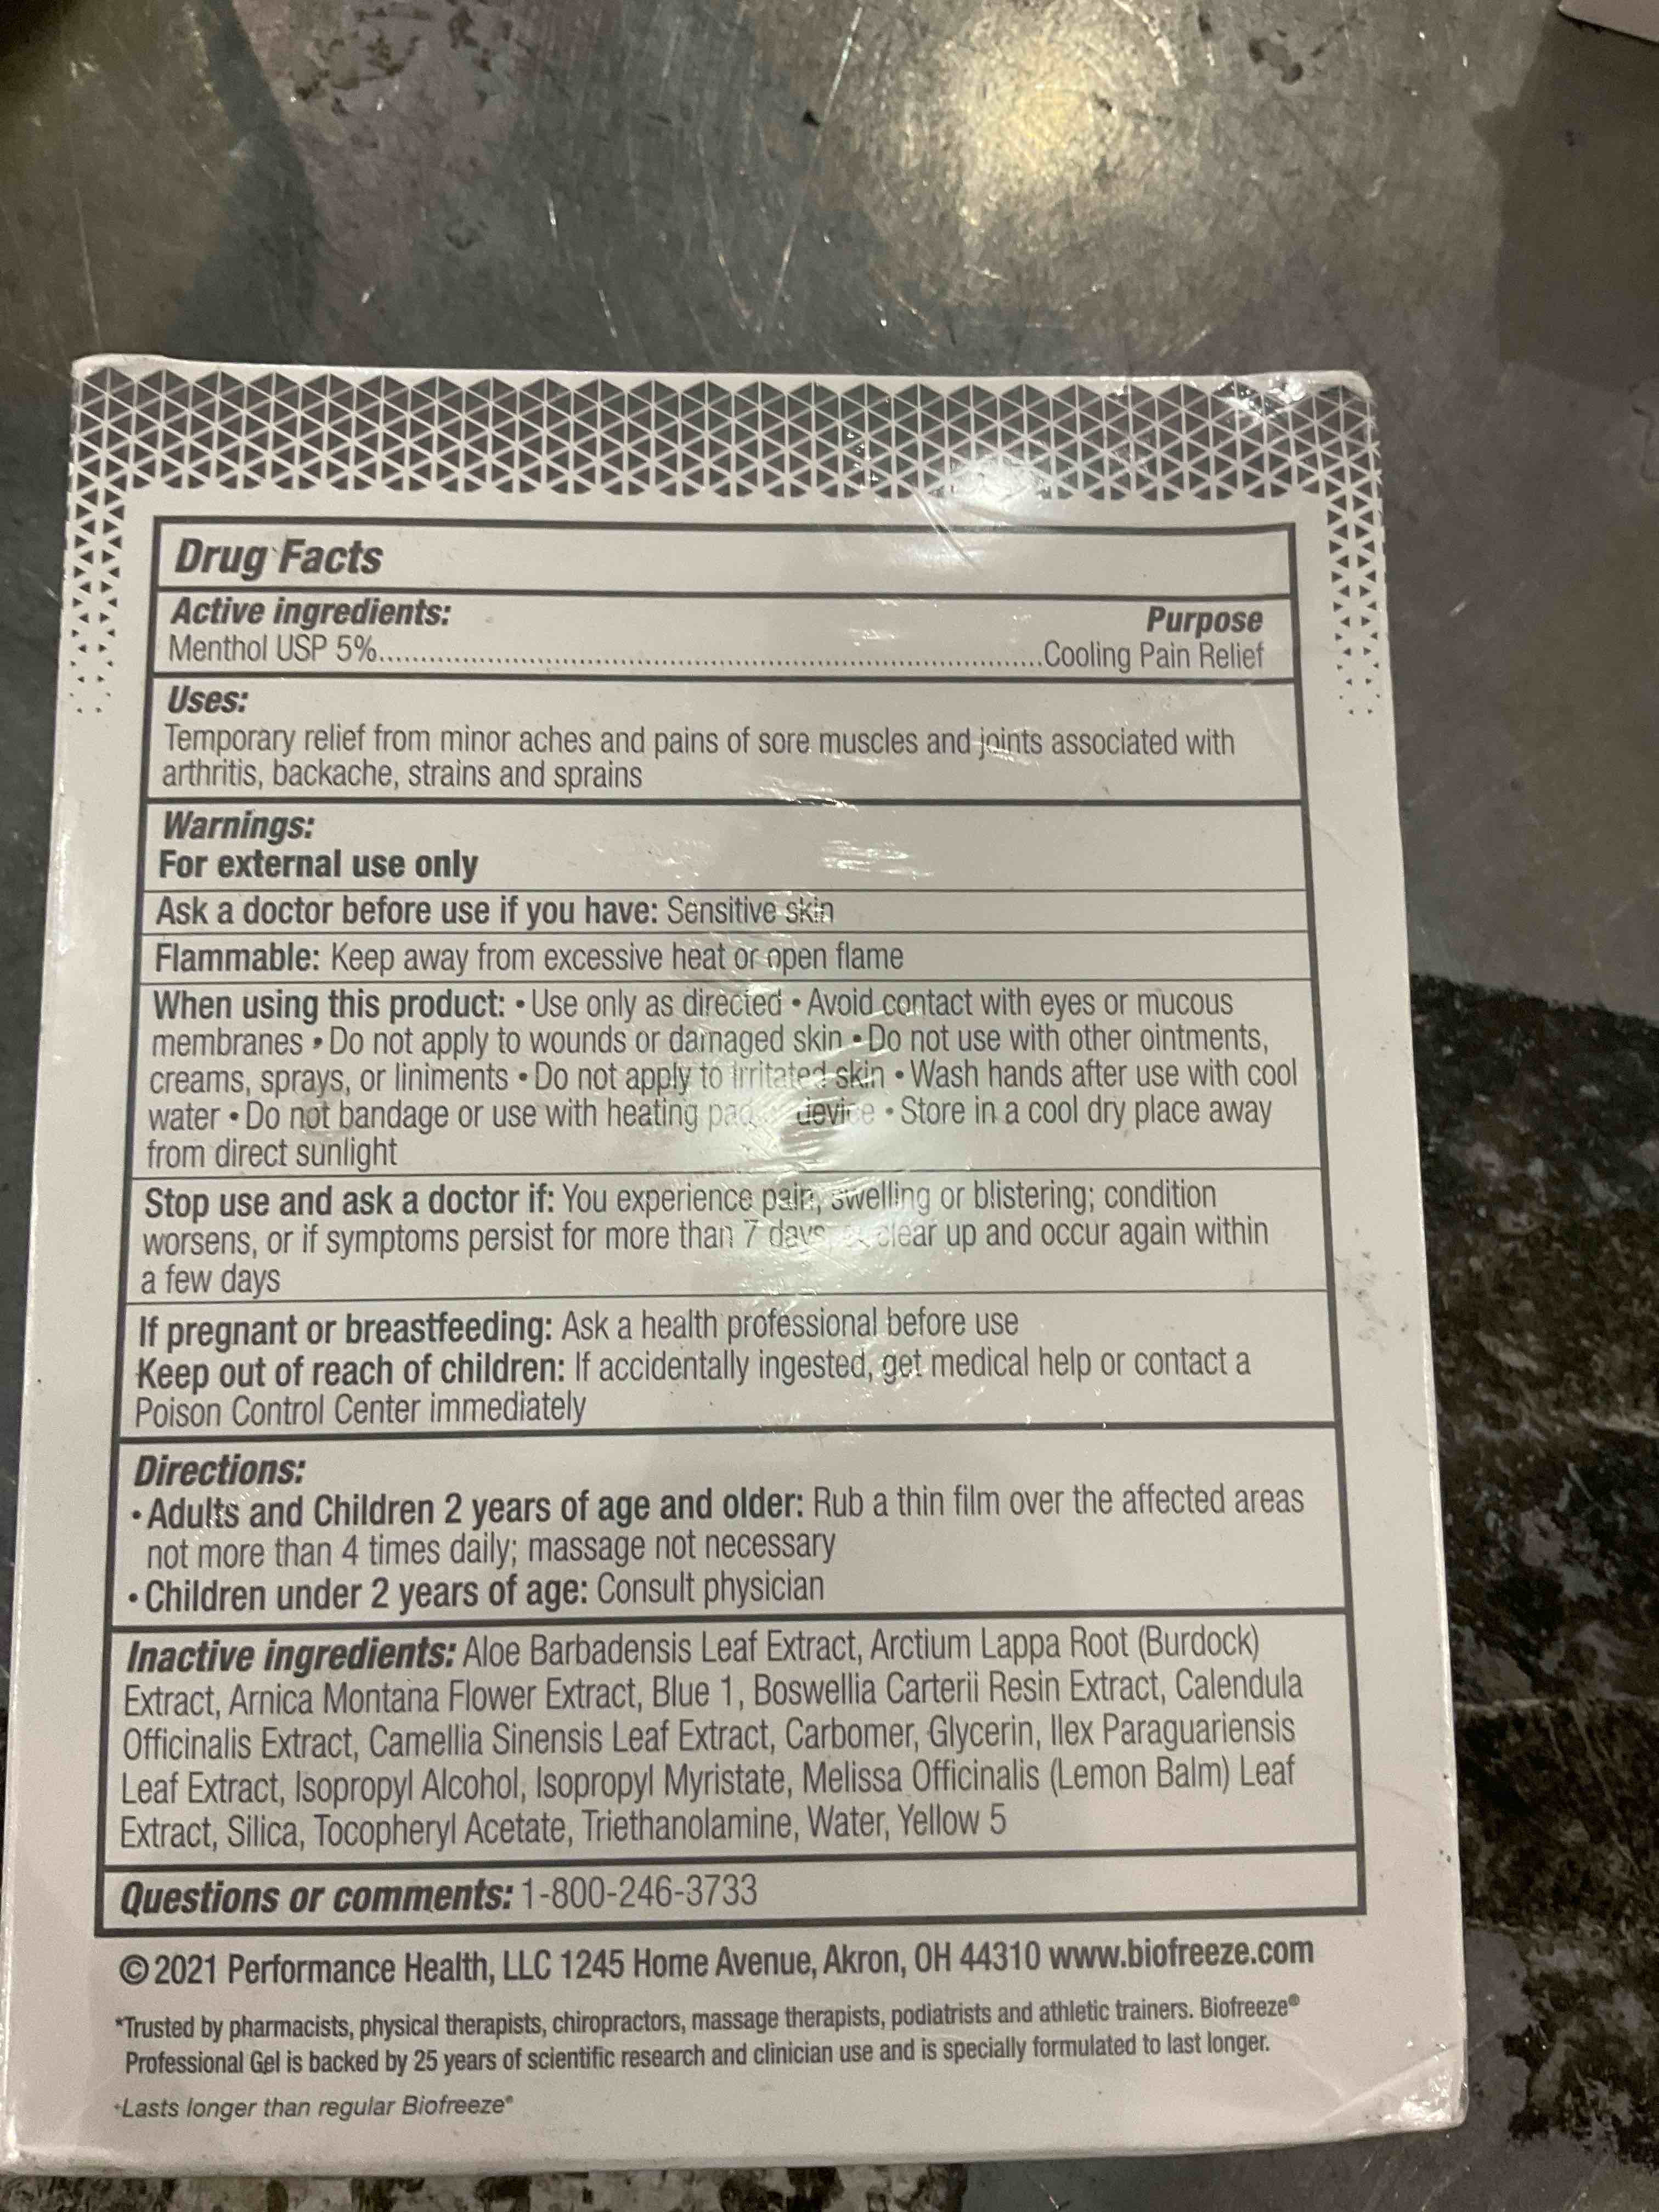 Drug Facts
Active ingredients: Purpose
Menthol USP 5%..........................................................................................Cooling Pain Relief
Uses:
Temporary relief from minor aches and pains of sore muscles and joints associated with
arthritis, backache, strains and sprains
Warnings:
For external use only
Ask a doctor before use if you have: Sensitive skin
Flammable: Keep away from excessive heat or open flame
When using this product: • Use only as directed • Avoid contact with eyes or mucous
membranes • Do not apply to wounds or damaged skin • Do not use with other ointments,
creams, sprays, or liniments • Do not apply to irritated skin • Wash hands after use with cool
water • Do not bandage or use with heating pad device • Store in a cool dry place away
from direct sunlight
Stop use and ask a doctor if: You experience pain, swelling or blistering; condition
worsens, or if symptoms persist for more than 7 days, clear up and occur again within
a few days
If pregnant or breastfeeding: Ask a health professional before use
Keep out of reach of children: If accidentally ingested, get medical help or contact a
Poison Control Center immediately
Directions:
• Adults and Children 2 years of age and older: Rub a thin film over the affected areas
not more than 4 times daily; massage not necessary
• Children under 2 years of age: Consult physician
Inactive ingredients: Aloe Barbadensis Leaf Extract, Arctium Lappa Root (Burdock)
Extract, Arnica Montana Flower Extract, Blue 1, Boswellia Carterii Resin Extract, Calendula
Officinalis Extract, Camellia Sinensis Leaf Extract, Carbomer, Glycerin, Ilex Paraguariensis
Leaf Extract, Isopropyl Alcohol, Isopropyl Myristate, Melissa Officinalis (Lemon Balm) Leaf
Extract, Silica, Tocopheryl Acetate, Triethanolamine, Water, Yellow 5
Questions or comments: 1-800-246-3733
© 2021 Performance Health, LLC 1245 Home Avenue, Akron, OH 44310 www.biofreeze.com
*Trusted by pharmacists, physical therapists, chiropractors, massage therapists, podiatrists and athletic trainers. Biofreeze®
Professional Gel is backed by 25 years of scientific research and clinician use and is specially formulated to last longer.
+Lasts longer than regular Biofreeze®